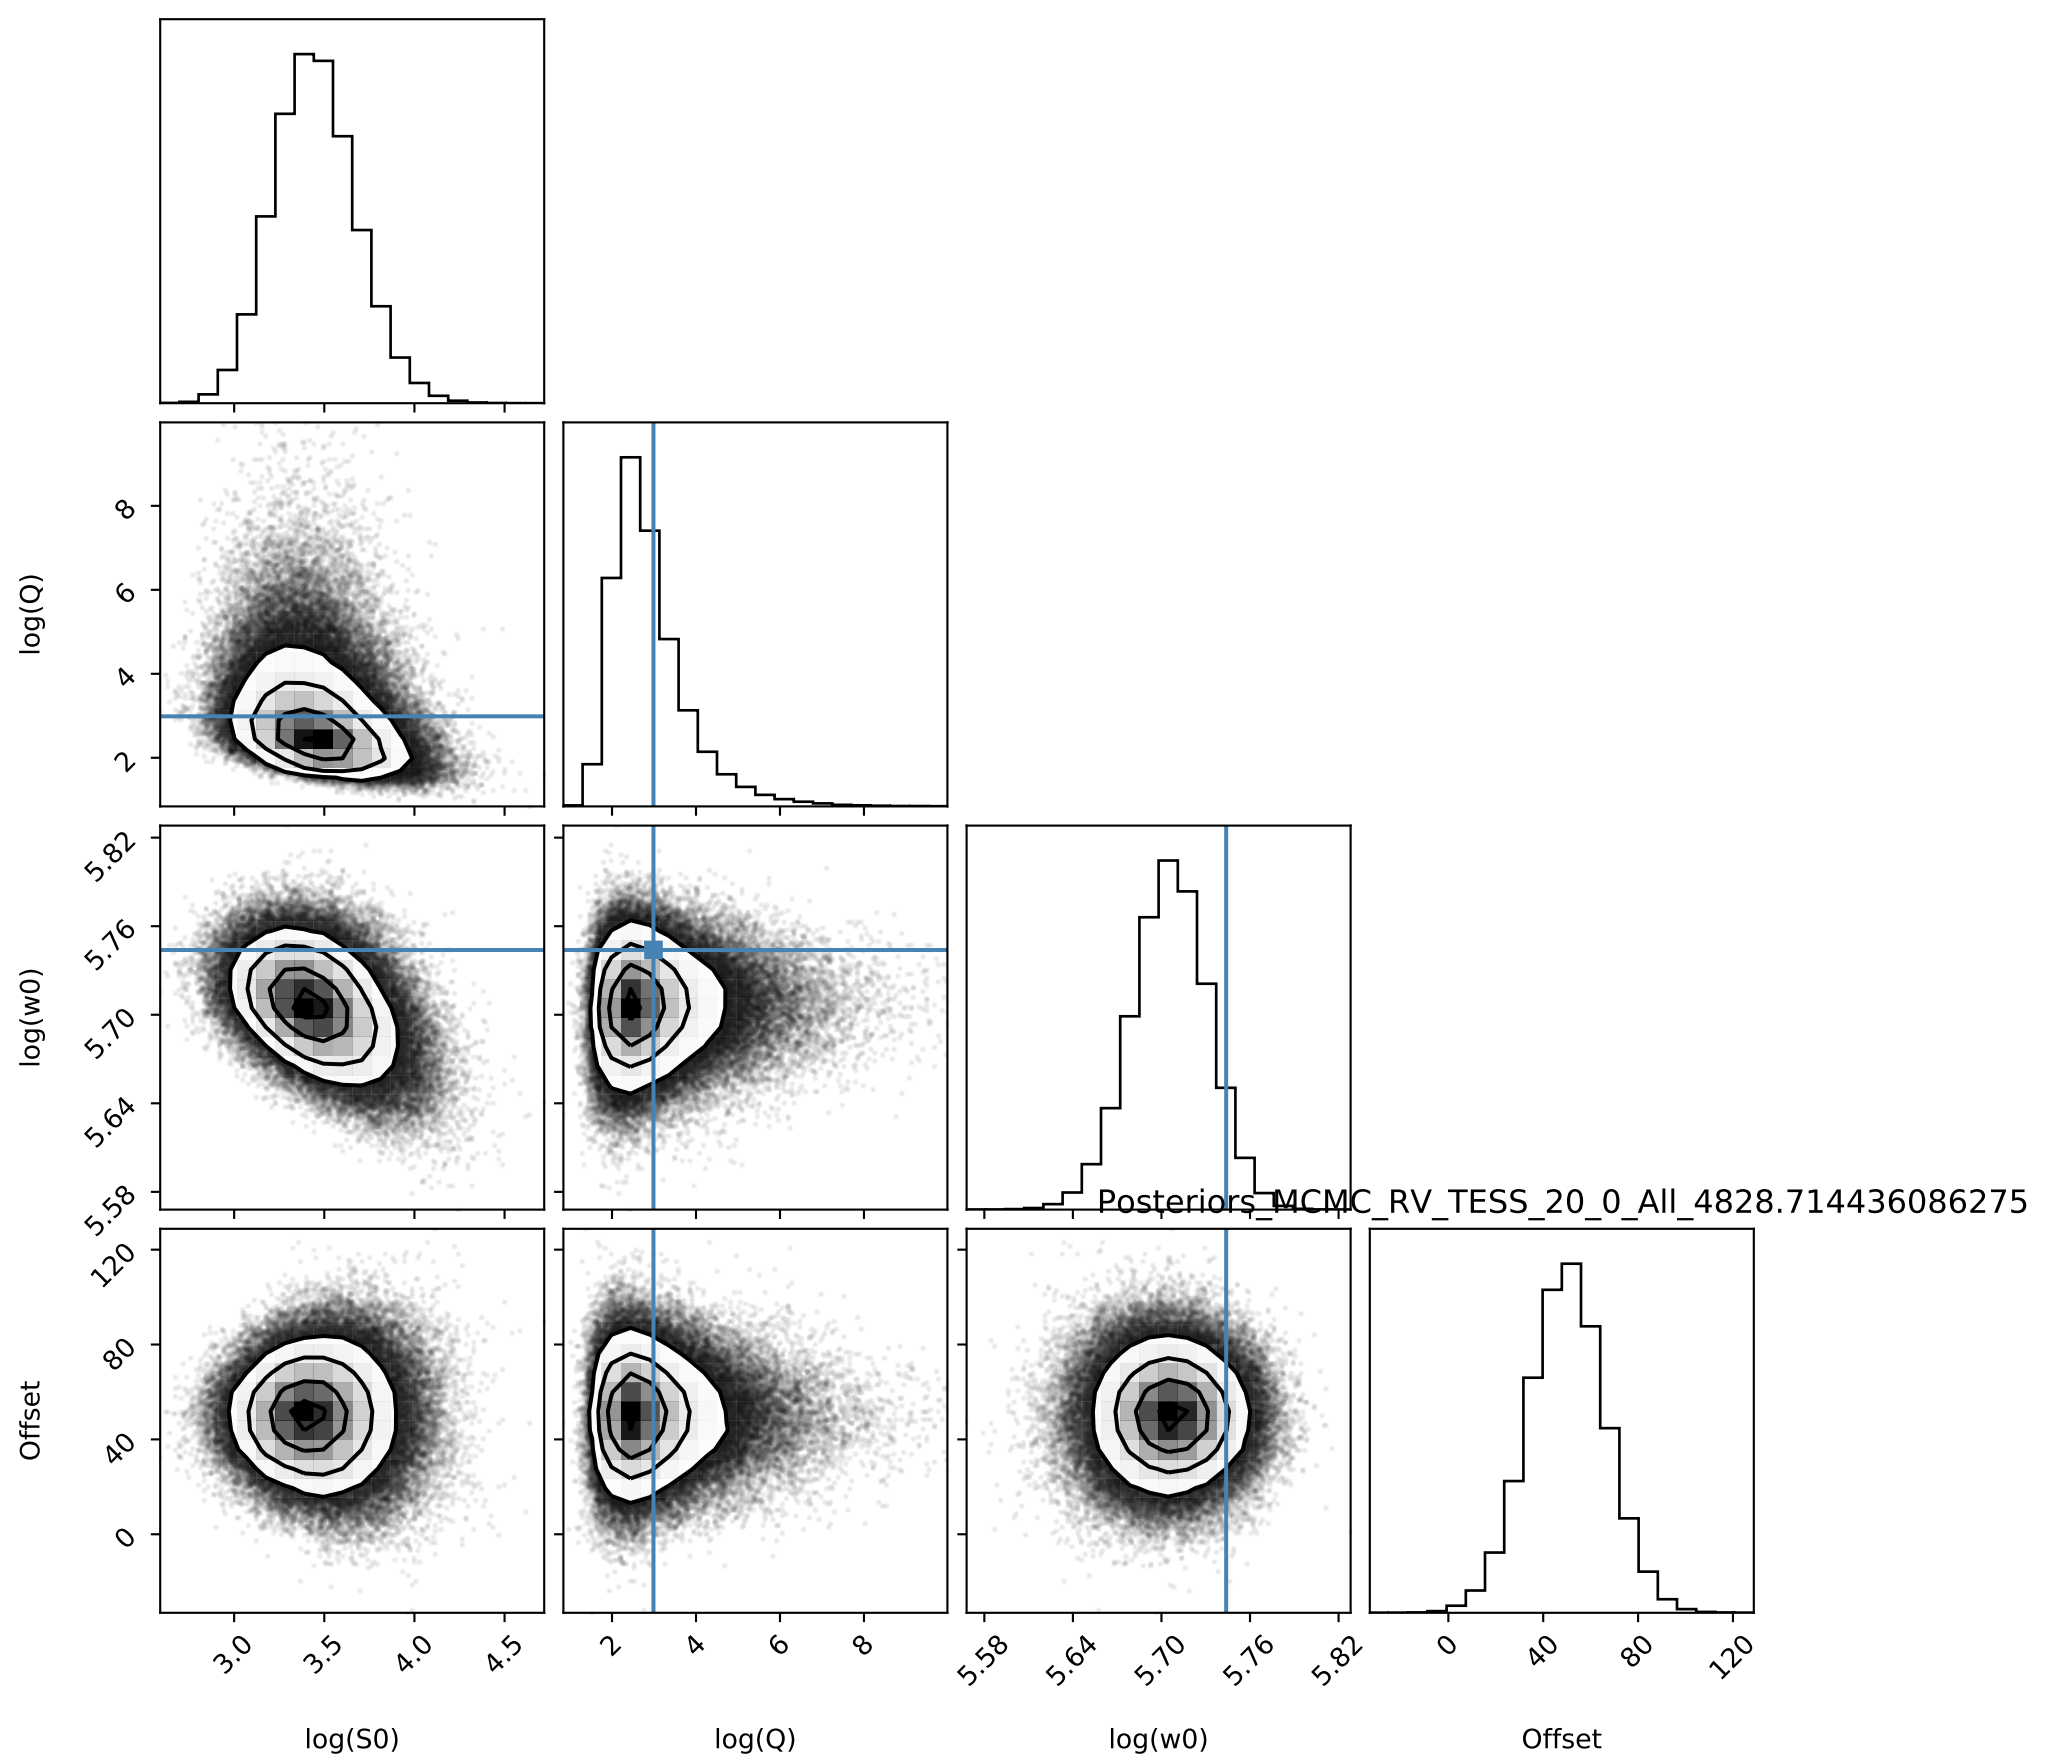 log(Q)
8
6
4
2
log(w0)
5.82
5.76
5.70
5.64
5.58
Posteriors_MCMC_RV_TESS_20_0_All_4828.714436086275
Offset
120
80
40
0
3.0 3.5 4.0 4.5
2 4 6 8
5.58 5.64 5.70 5.76 5.82
0 40 80 120
log(S0)
log(Q)
log(w0)
Offset